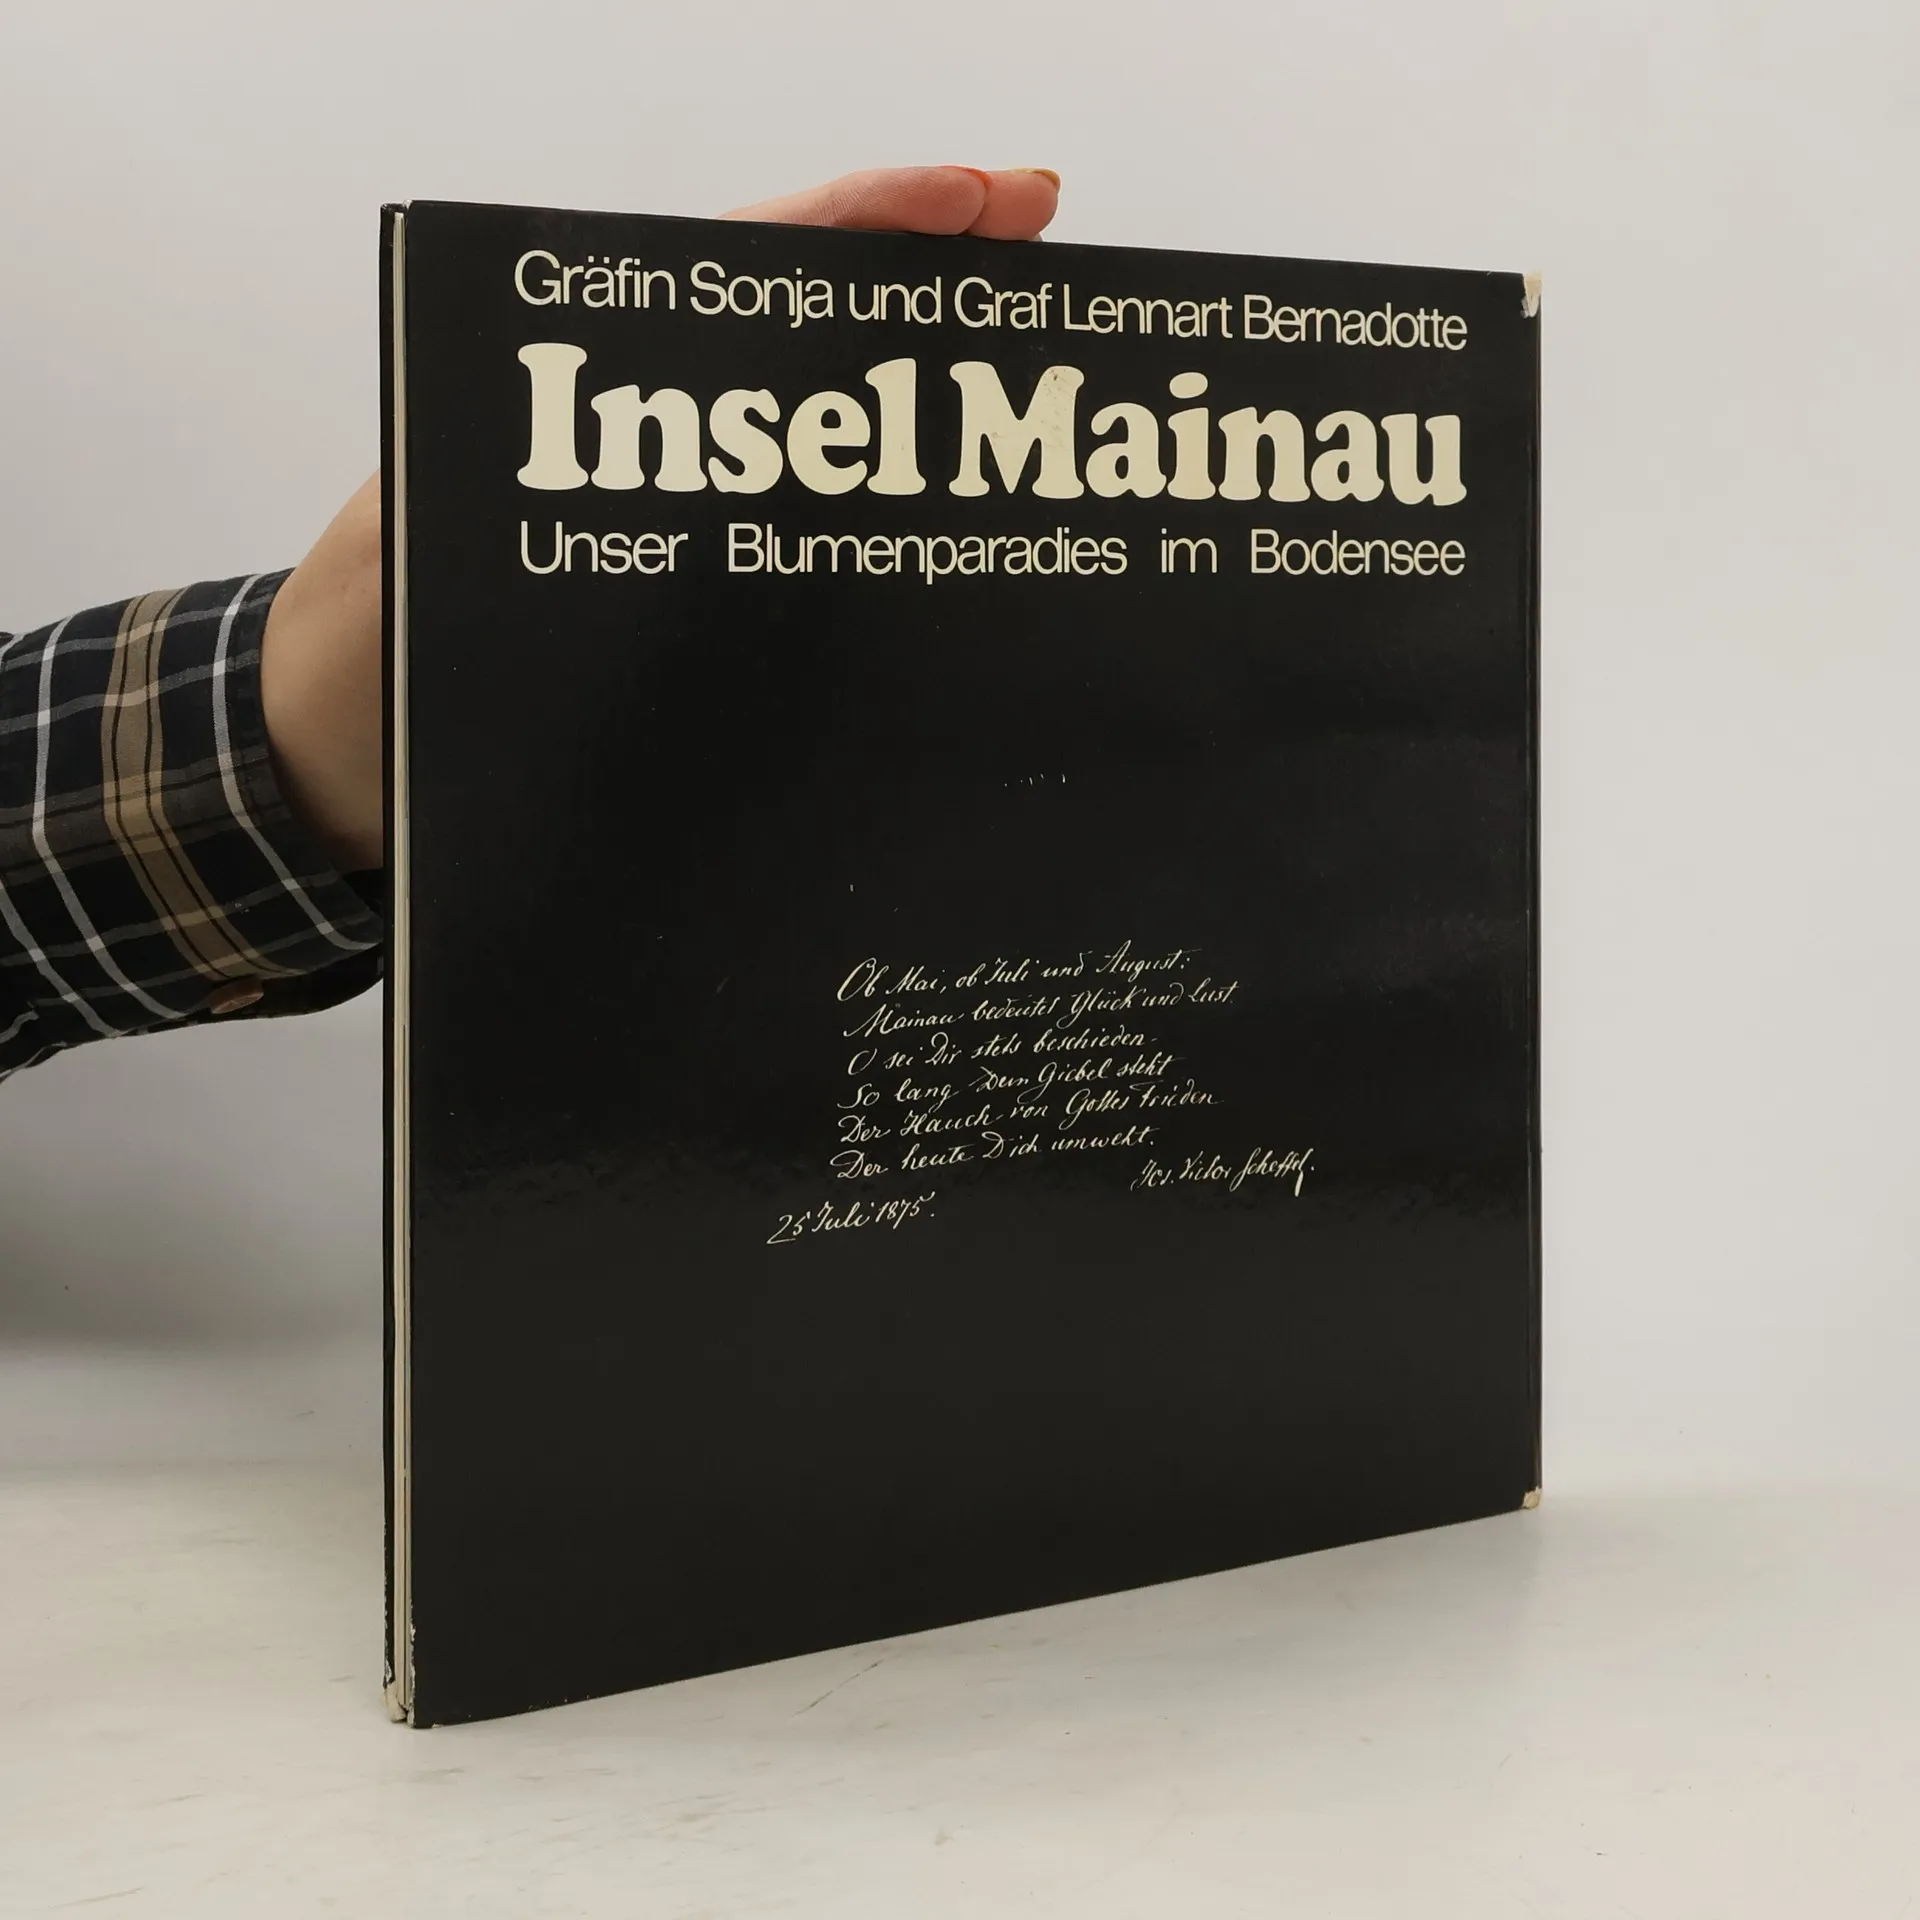 Gräfin Sonja und Graf Lennart Bernadotte
Insel Mainau
Unser Blumenparadies im Bodensee
Ob Mai, ob Juli und August:
Mainau bedeutet Glück und Lust.
O sei Dir stets beschieden
So lang Dein Giebel steht
Der Hauch von Gottes Frieden
Der heute Dich umweht.
Jos. Victor Scheffel.
25 Juli 1875.